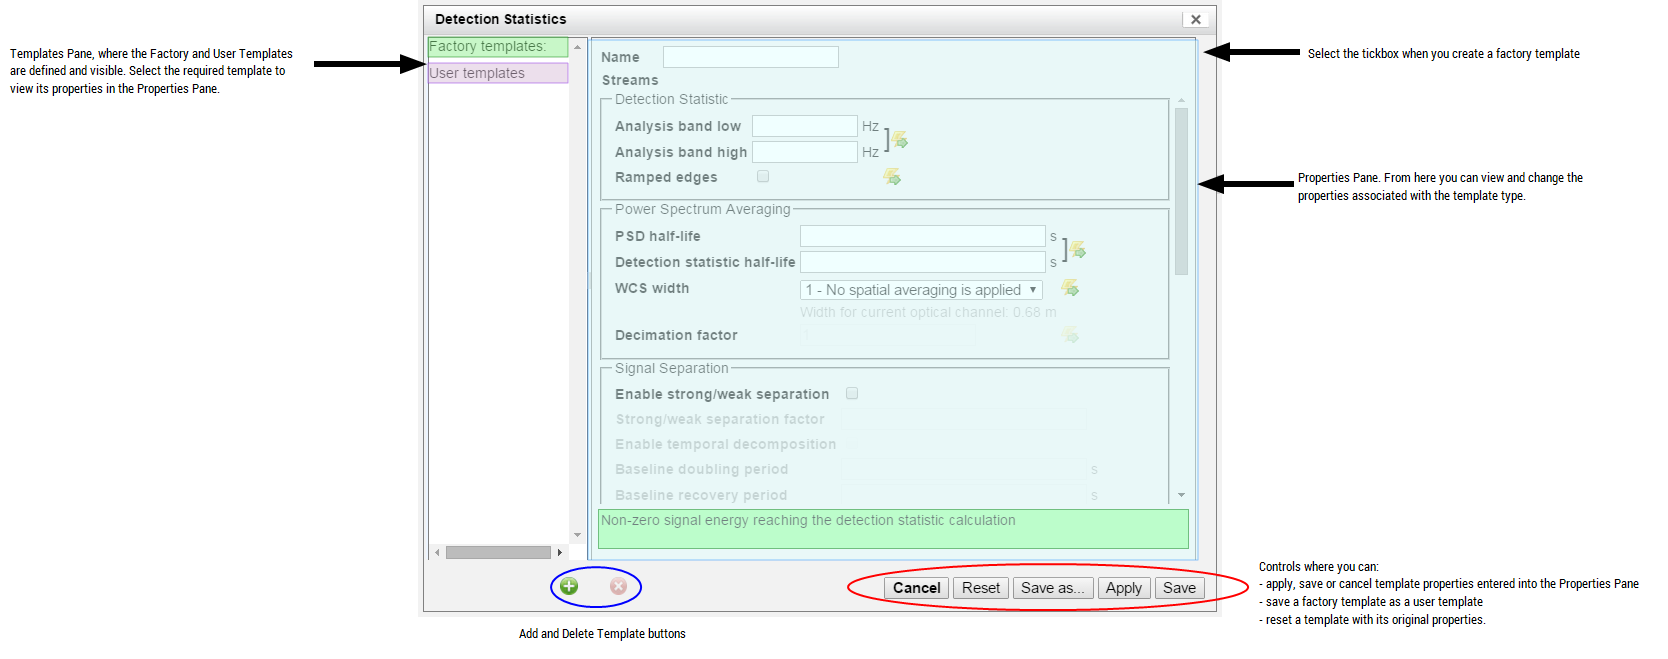 Detection Statistics
Templates Pane, where the Factory and User Templates
are defined and visible. Select the required template to
view its properties in the Properties Pane.
Factory templates:
User templates
Name
Streams
Select the tickbox when you create a factory template
Detection Statistic
Analysis band low Hz
Analysis band high Hz
Ramped edges
Properties Pane. From here you can view and change the
properties associated with the template type.
Power Spectrum Averaging
PSD half-life s
Detection statistic half-life s
WCS width 1 - No spatial averaging is applied
Width for current optical channel: 0.68 m
Decimation factor
Signal Separation
Enable strong/weak separation
Strong/weak separation factor
Enable temporal decomposition
Baseline doubling period s
Baseline recovery period s
Non-zero signal energy reaching the detection statistic calculation
Cancel Reset Save as... Apply Save
Add and Delete Template buttons
Controls where you can:
- apply, save or cancel template properties entered into the Properties Pane
- save a factory template as a user template
- reset a template with its original properties.